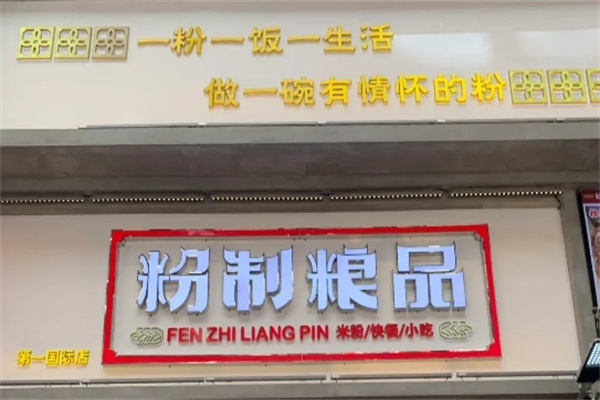 一粉一饭一生活
做一碗有情怀的粉
粉制粮品
FEN ZHI LIANG PIN 米粉/快餐/小吃
第一国际店